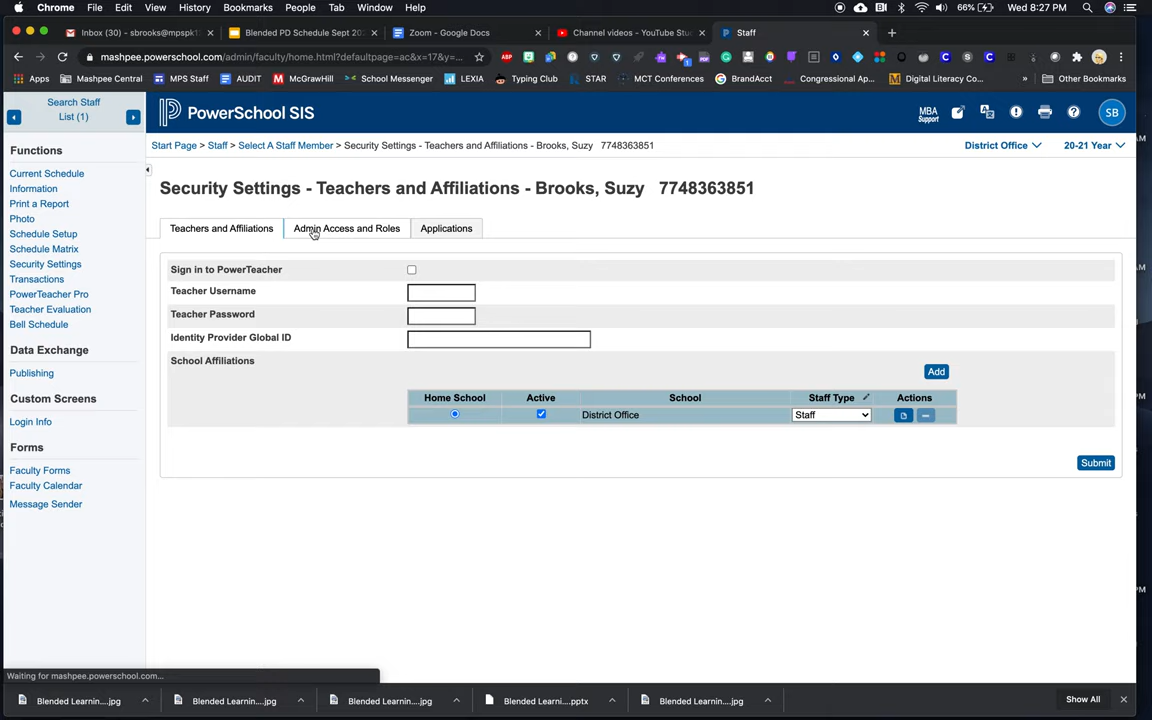 Chrome File Edit View History Bookmarks People Tab Window Help 66% Wed 8:27 PM
Inbox (30) - sbrooks@mpspk1 Blended PD Schedule Sept 202 Zoom - Google Docs Channel videos - YouTube Stu Staff
mashpee.powerschool.com/admin/faculty/home.html?defaultpage=ac&x=17&y=...
Apps Mashpee Central MPS Staff AUDIT McGrawHill School Messenger LEXIA Typing Club STAR MCT Conferences BrandAcct Congressional Ap... Digital Literacy Co... » Other Bookmarks
Search Staff
List (1)
PowerSchool SIS
MBA
Support
SB
Start Page > Staff > Select A Staff Member > Security Settings - Teachers and Affiliations - Brooks, Suzy 7748363851
District Office 20-21 Year
Functions
Current Schedule
Information
Print a Report
Photo
Schedule Setup
Schedule Matrix
Security Settings
Transactions
PowerTeacher Pro
Teacher Evaluation
Bell Schedule
Data Exchange
Publishing
Custom Screens
Login Info
Forms
Faculty Forms
Faculty Calendar
Message Sender
Security Settings - Teachers and Affiliations - Brooks, Suzy 7748363851
Teachers and Affiliations Admin Access and Roles Applications
Sign in to PowerTeacher
Teacher Username
Teacher Password
Identity Provider Global ID
School Affiliations
Add
Home School Active School Staff Type Actions
District Office Staff
Submit
Waiting for mashpee.powerschool.com...
Blended Learnin....jpg Blended Learnin....jpg Blended Learnin....jpg Blended Learni....pptx Blended Learnin....jpg Show All